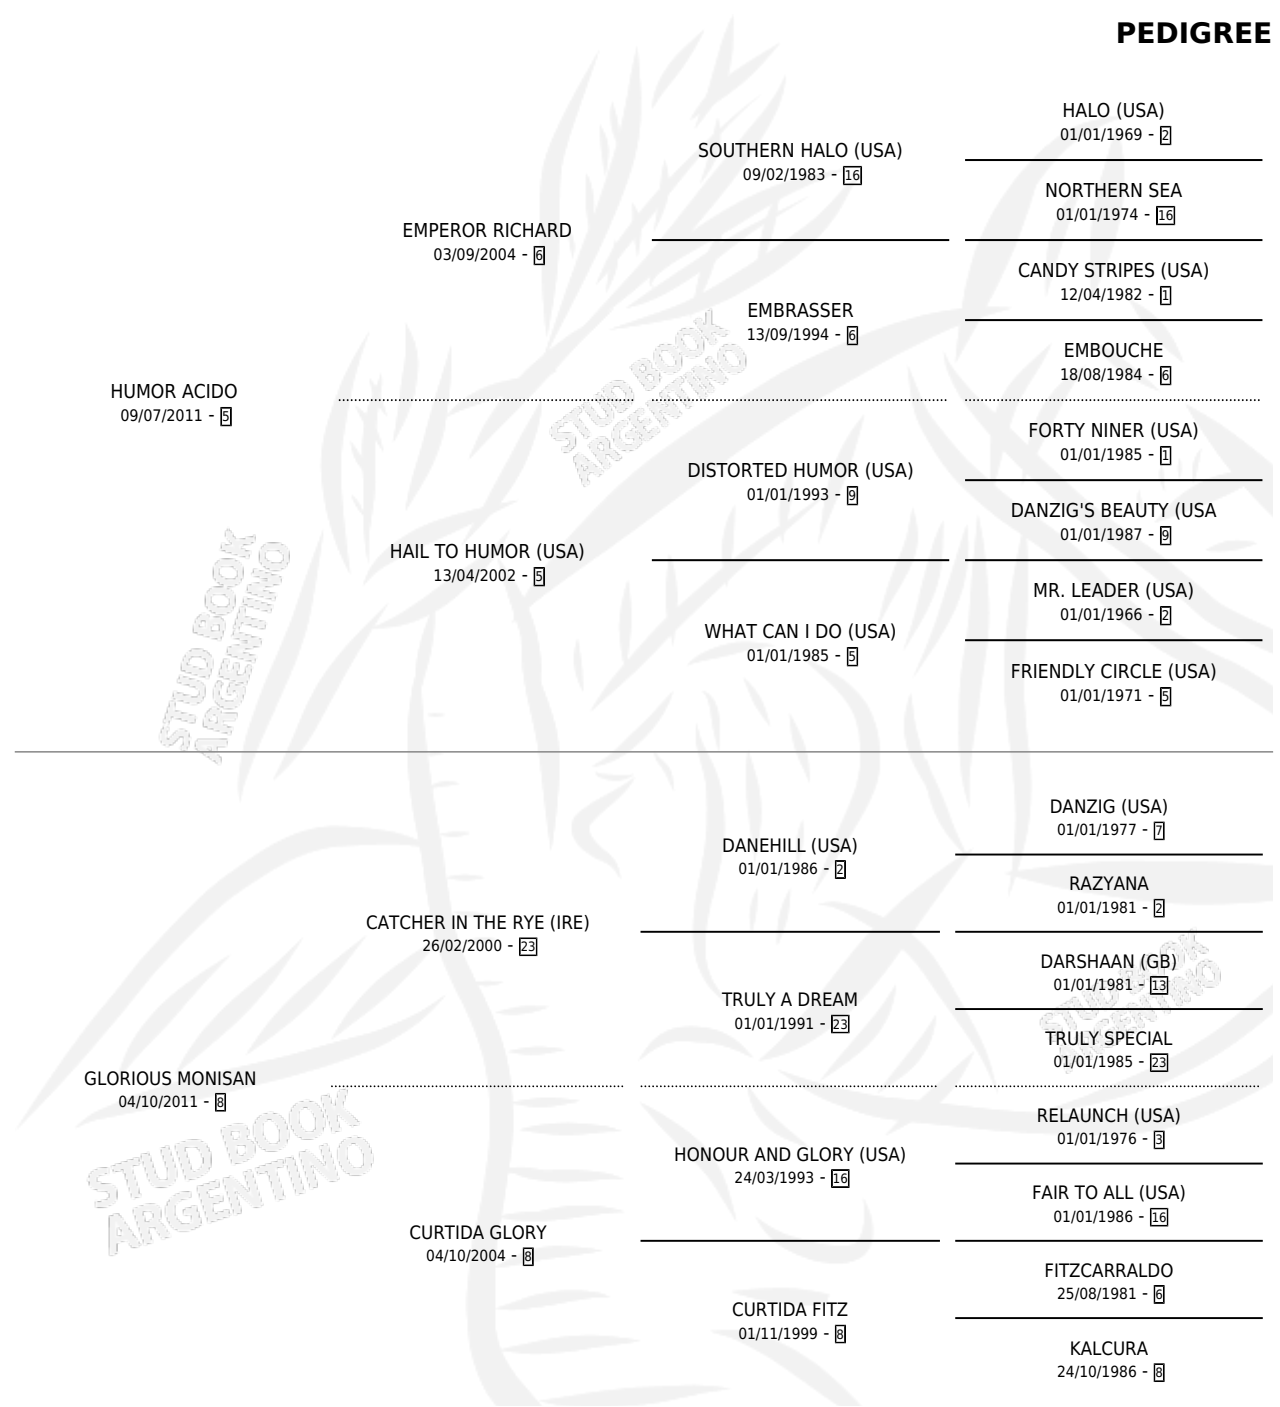 PEDIGREE
HALO (USA)
01/01/1969 - 2
SOUTHERN HALO (USA)
09/02/1983 - 16
NORTHERN SEA
01/01/1974 - 16
EMPEROR RICHARD
03/09/2004 - 6
CANDY STRIPES (USA)
12/04/1982 - 1
EMBRASSER
13/09/1994 - 6
EMBOUCHE
18/08/1984 - 6
HUMOR ACIDO
09/07/2011 - 5
STUD BOOK
ARGENTINO
FORTY NINER (USA)
01/01/1985 - 1
DISTORTED HUMOR (USA)
01/01/1993 - 9
DANZIG'S BEAUTY (USA
01/01/1987 - 9
HAIL TO HUMOR (USA)
13/04/2002 - 5
MR. LEADER (USA)
01/01/1966 - 2
WHAT CAN I DO (USA)
01/01/1985 - 5
FRIENDLY CIRCLE (USA)
01/01/1971 - 5
STUD BOOK
ARGENTINO
DANZIG (USA)
01/01/1977 - 7
DANEHILL (USA)
01/01/1986 - 2
RAZYANA
01/01/1981 - 2
CATCHER IN THE RYE (IRE)
26/02/2000 - 23
DARSHAAN (GB)
01/01/1981 - 13
STUD BOOK
ARGENTINO
TRULY A DREAM
01/01/1991 - 23
TRULY SPECIAL
01/01/1985 - 23
GLORIOUS MONISAN
04/10/2011 - 8
STUD BOOK
ARGENTINO
RELAUNCH (USA)
01/01/1976 - 3
HONOUR AND GLORY (USA)
24/03/1993 - 16
FAIR TO ALL (USA)
01/01/1986 - 16
CURTIDA GLORY
04/10/2004 - 8
FITZCARRALDO
25/08/1981 - 6
CURTIDA FITZ
01/11/1999 - 8
KALCURA
24/10/1986 - 8